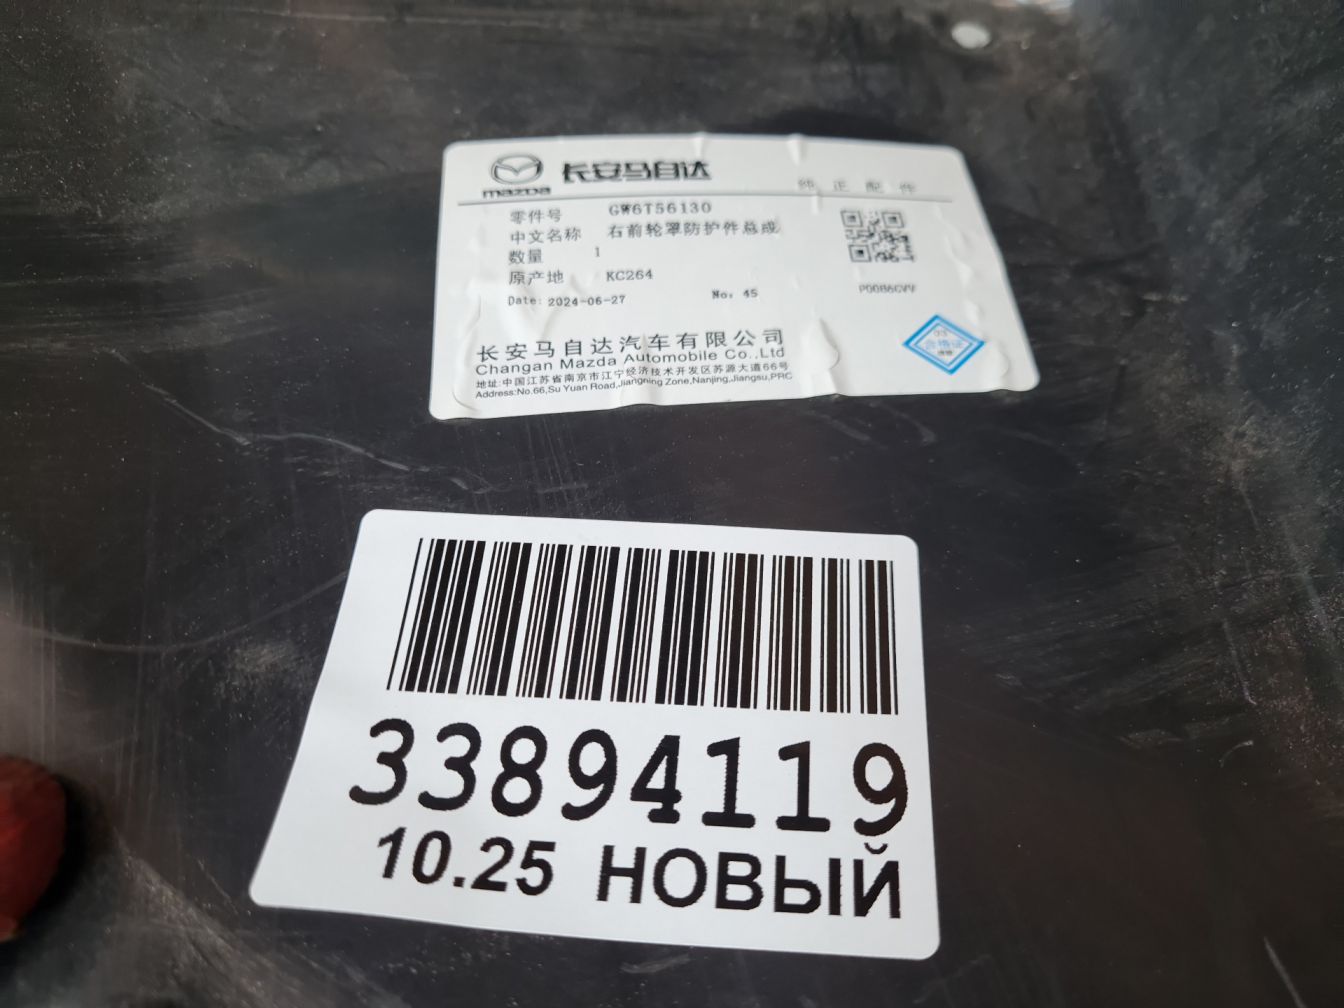 mazda 长安马自达
纯正配件
零件号 GW6T56130
中文名称 右前轮罩防护件总成
数量 1
原产地 KC264
Date: 2024-06-27 No. 45
合格证
长安马自达汽车有限公司
Changan Mazda Automobile Co.,Ltd
地址:中国江苏省南京市江宁经济技术开发区苏源大道66号
Address:No.66,Su Yuan Road,Jiangning Zone,Nanjing,Jiangsu,PRC
33894119
10.25 НОВЫЙ